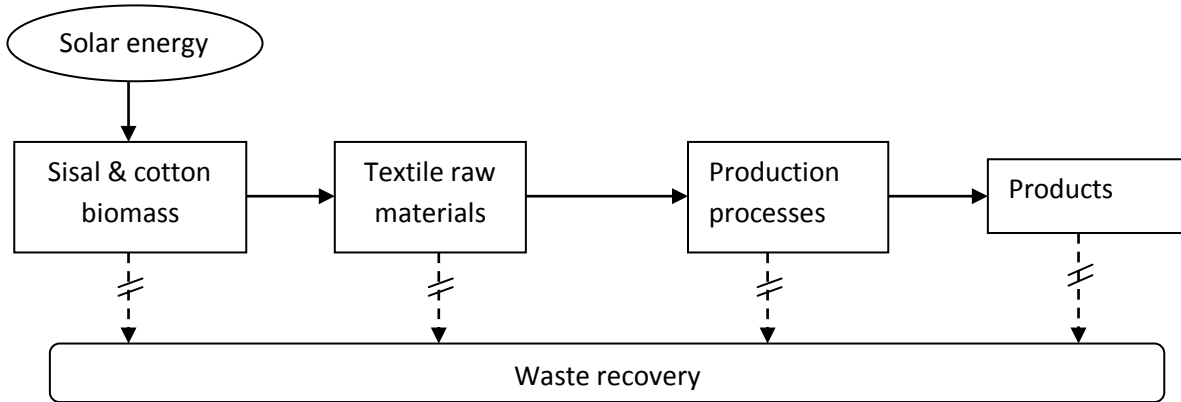 Solar energy
Sisal & cotton
biomass
Textile raw
materials
Production
processes
Products
Waste recovery